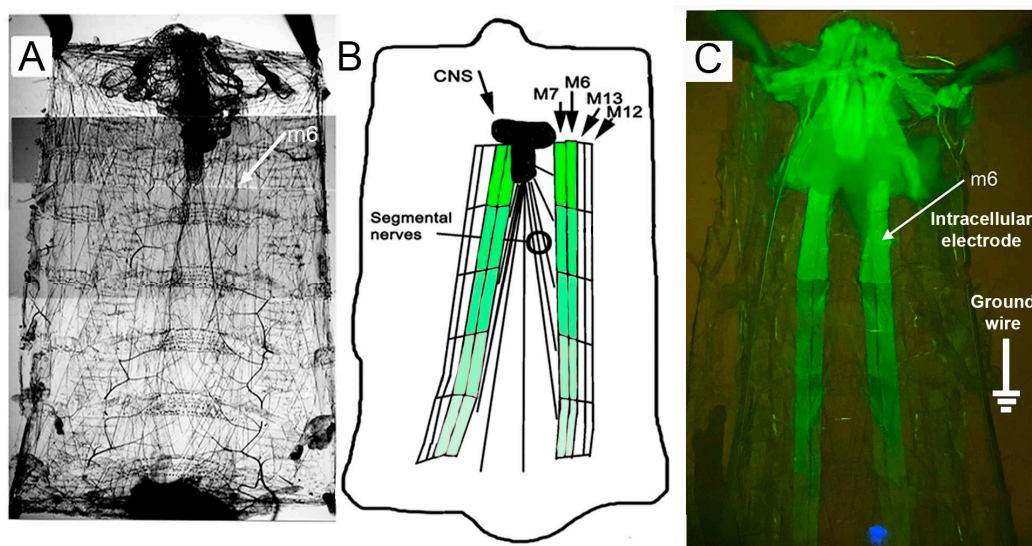 A
m6
B
CNS
M7
M6
M13
M12
Segmental
nerves
C
m6
Intracellular
electrode
Ground
wire